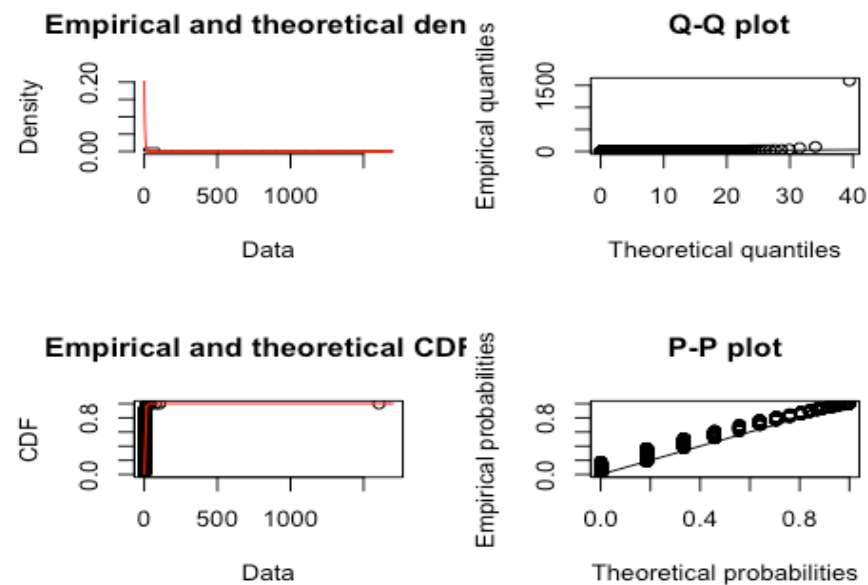 Empirical and theoretical den
Density
0.00 0.20
0 500 1000
Data
Q-Q plot
Empirical quantiles
0 1500
0 10 20 30 40
Theoretical quantiles
Empirical and theoretical CDF
CDF
0.0 0.8
0 500 1000
Data
P-P plot
Empirical probabilities
0.0 0.8
0.0 0.4 0.8
Theoretical probabilities